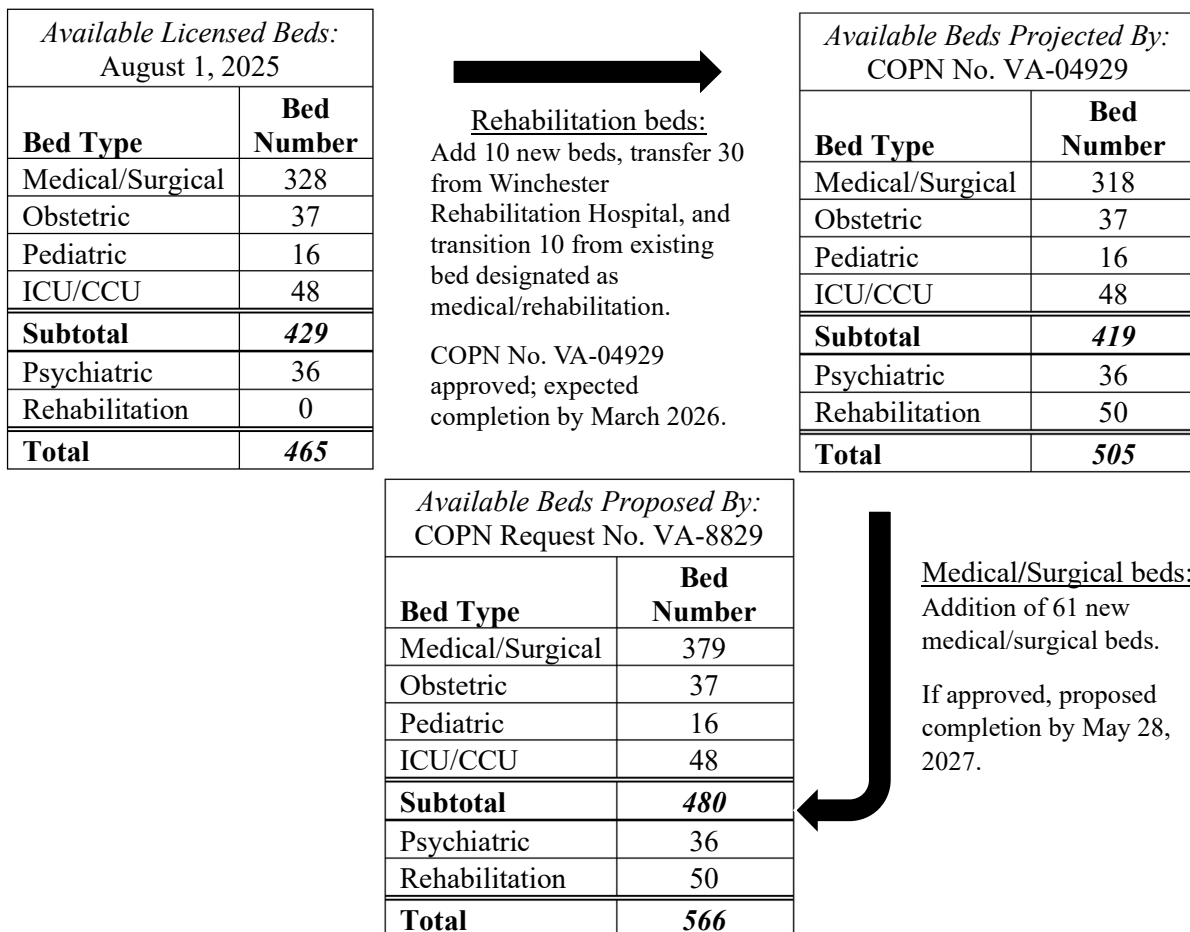 Available Licensed Beds:
August 1, 2025
Bed Type Bed Number
Medical/Surgical 328
Obstetric 37
Pediatric 16
ICU/CCU 48
Subtotal 429
Psychiatric 36
Rehabilitation 0
Total 465
Rehabilitation beds:
Add 10 new beds, transfer 30
from Winchester
Rehabilitation Hospital, and
transition 10 from existing
bed designated as
medical/rehabilitation.
COPN No. VA-04929
approved; expected
completion by March 2026.
Available Beds Projected By:
COPN No. VA-04929
Bed Type Bed Number
Medical/Surgical 318
Obstetric 37
Pediatric 16
ICU/CCU 48
Subtotal 419
Psychiatric 36
Rehabilitation 50
Total 505
Medical/Surgical beds:
Addition of 61 new
medical/surgical beds.
If approved, proposed
completion by May 28,
2027.
Available Beds Proposed By:
COPN Request No. VA-8829
Bed Type Bed Number
Medical/Surgical 379
Obstetric 37
Pediatric 16
ICU/CCU 48
Subtotal 480
Psychiatric 36
Rehabilitation 50
Total 566